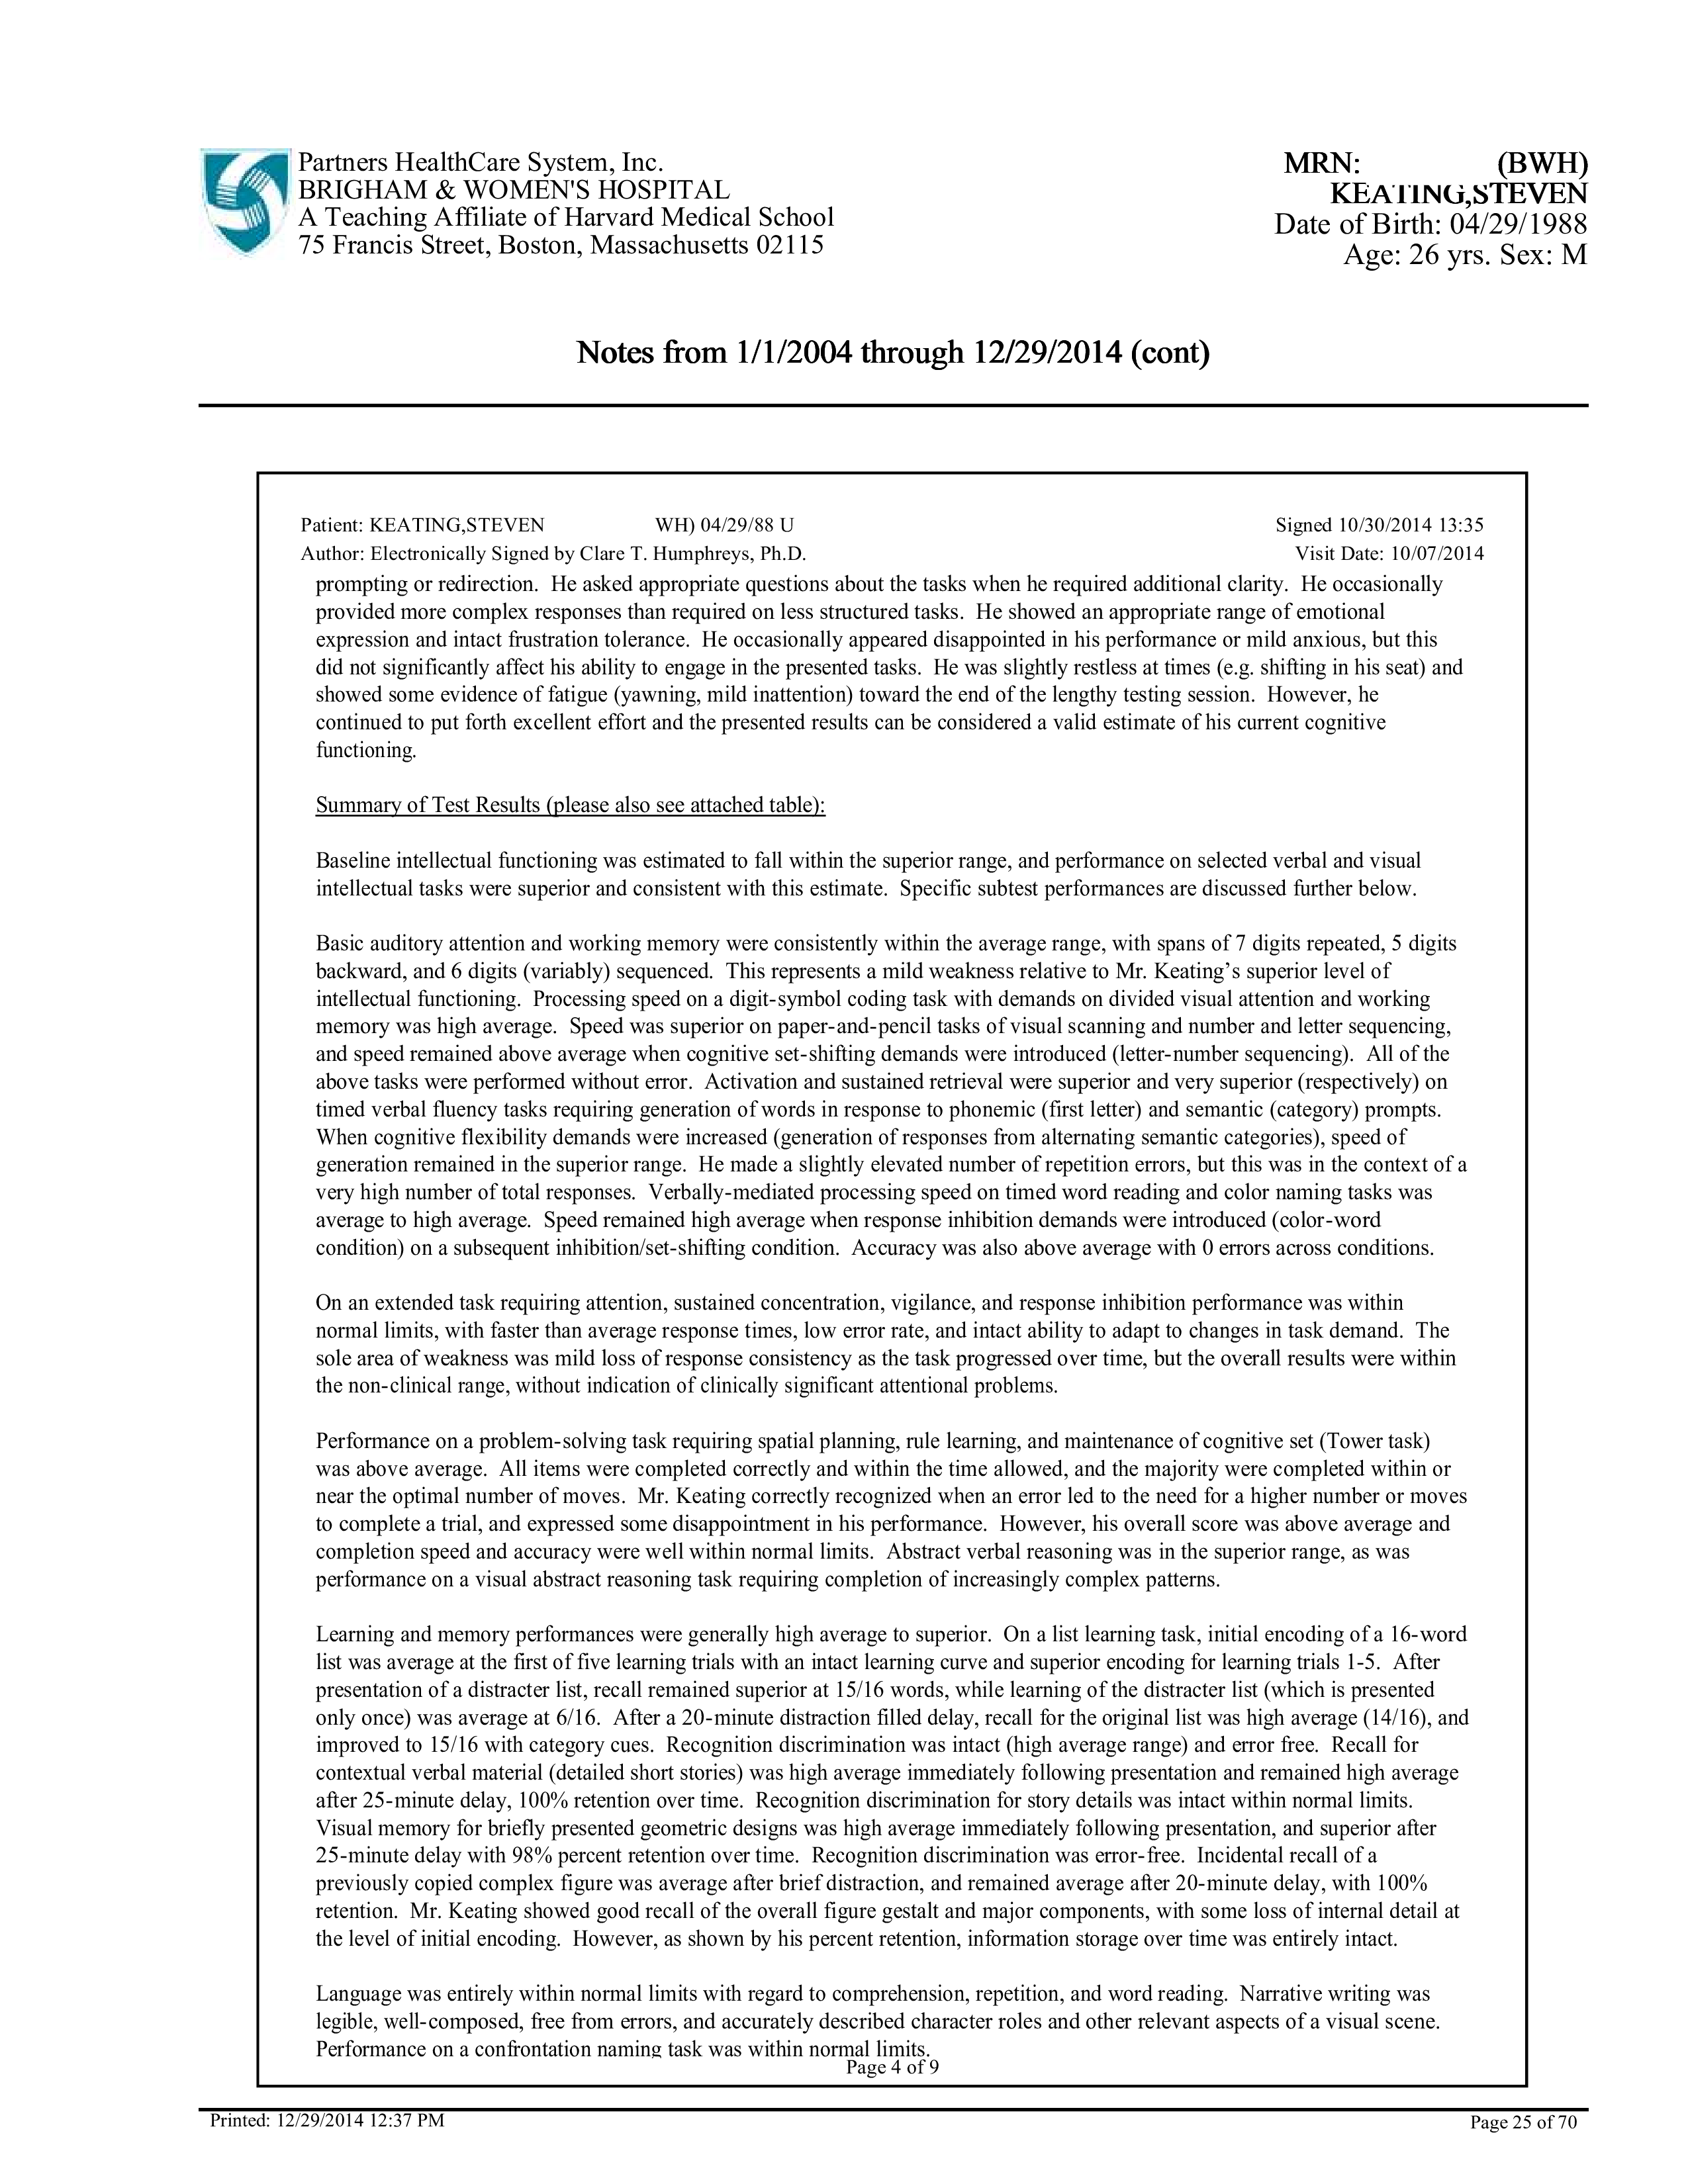 Partners HealthCare System, Inc.
BRIGHAM & WOMEN'S HOSPITAL
A Teaching Affiliate of Harvard Medical School
75 Francis Street, Boston, Massachusetts 02115
MRN: (BWH)
KEATING,STEVEN
Date of Birth: 04/29/1988
Age: 26 yrs. Sex: M
Notes from 1/1/2004 through 12/29/2014 (cont)
Patient: KEATING,STEVEN WH) 04/29/88 U Signed 10/30/2014 13:35
Author: Electronically Signed by Clare T. Humphreys, Ph.D. Visit Date: 10/07/2014
prompting or redirection. He asked appropriate questions about the tasks when he required additional clarity. He occasionally
provided more complex responses than required on less structured tasks. He showed an appropriate range of emotional
expression and intact frustration tolerance. He occasionally appeared disappointed in his performance or mild anxious, but this
did not significantly affect his ability to engage in the presented tasks. He was slightly restless at times (e.g. shifting in his seat) and
showed some evidence of fatigue (yawning, mild inattention) toward the end of the lengthy testing session. However, he
continued to put forth excellent effort and the presented results can be considered a valid estimate of his current cognitive
functioning.
Summary of Test Results (please also see attached table):
Baseline intellectual functioning was estimated to fall within the superior range, and performance on selected verbal and visual
intellectual tasks were superior and consistent with this estimate. Specific subtest performances are discussed further below.
Basic auditory attention and working memory were consistently within the average range, with spans of 7 digits repeated, 5 digits
backward, and 6 digits (variably) sequenced. This represents a mild weakness relative to Mr. Keating's superior level of
intellectual functioning. Processing speed on a digit-symbol coding task with demands on divided visual attention and working
memory was high average. Speed was superior on paper-and-pencil tasks of visual scanning and number and letter sequencing,
and speed remained above average when cognitive set-shifting demands were introduced (letter-number sequencing). All of the
above tasks were performed without error. Activation and sustained retrieval were superior and very superior (respectively) on
timed verbal fluency tasks requiring generation of words in response to phonemic (first letter) and semantic (category) prompts.
When cognitive flexibility demands were increased (generation of responses from alternating semantic categories), speed of
generation remained in the superior range. He made a slightly elevated number of repetition errors, but this was in the context of a
very high number of total responses. Verbally-mediated processing speed on timed word reading and color naming tasks was
average to high average. Speed remained high average when response inhibition demands were introduced (color-word
condition) on a subsequent inhibition/set-shifting condition. Accuracy was also above average with 0 errors across conditions.
On an extended task requiring attention, sustained concentration, vigilance, and response inhibition performance was within
normal limits, with faster than average response times, low error rate, and intact ability to adapt to changes in task demand. The
sole area of weakness was mild loss of response consistency as the task progressed over time, but the overall results were within
the non-clinical range, without indication of clinically significant attentional problems.
Performance on a problem-solving task requiring spatial planning, rule learning, and maintenance of cognitive set (Tower task)
was above average. All items were completed correctly and within the time allowed, and the majority were completed within or
near the optimal number of moves. Mr. Keating correctly recognized when an error led to the need for a higher number or moves
to complete a trial, and expressed some disappointment in his performance. However, his overall score was above average and
completion speed and accuracy were well within normal limits. Abstract verbal reasoning was in the superior range, as was
performance on a visual abstract reasoning task requiring completion of increasingly complex patterns.
Learning and memory performances were generally high average to superior. On a list learning task, initial encoding of a 16-word
list was average at the first of five learning trials with an intact learning curve and superior encoding for learning trials 1-5. After
presentation of a distracter list, recall remained superior at 15/16 words, while learning of the distracter list (which is presented
only once) was average at 6/16. After a 20-minute distraction filled delay, recall for the original list was high average (14/16), and
improved to 15/16 with category cues. Recognition discrimination was intact (high average range) and error free. Recall for
contextual verbal material (detailed short stories) was high average immediately following presentation and remained high average
after 25-minute delay, 100% retention over time. Recognition discrimination for story details was intact within normal limits.
Visual memory for briefly presented geometric designs was high average immediately following presentation, and superior after
25-minute delay with 98% percent retention over time. Recognition discrimination was error-free. Incidental recall of a
previously copied complex figure was average after brief distraction, and remained average after 20-minute delay, with 100%
retention. Mr. Keating showed good recall of the overall figure gestalt and major components, with some loss of internal detail at
the level of initial encoding. However, as shown by his percent retention, information storage over time was entirely intact.
Language was entirely within normal limits with regard to comprehension, repetition, and word reading. Narrative writing was
legible, well-composed, free from errors, and accurately described character roles and other relevant aspects of a visual scene.
Performance on a confrontation naming task was within normal limits.
Page 4 of 9
Printed: 12/29/2014 12:37 PM
Page 25 of 70